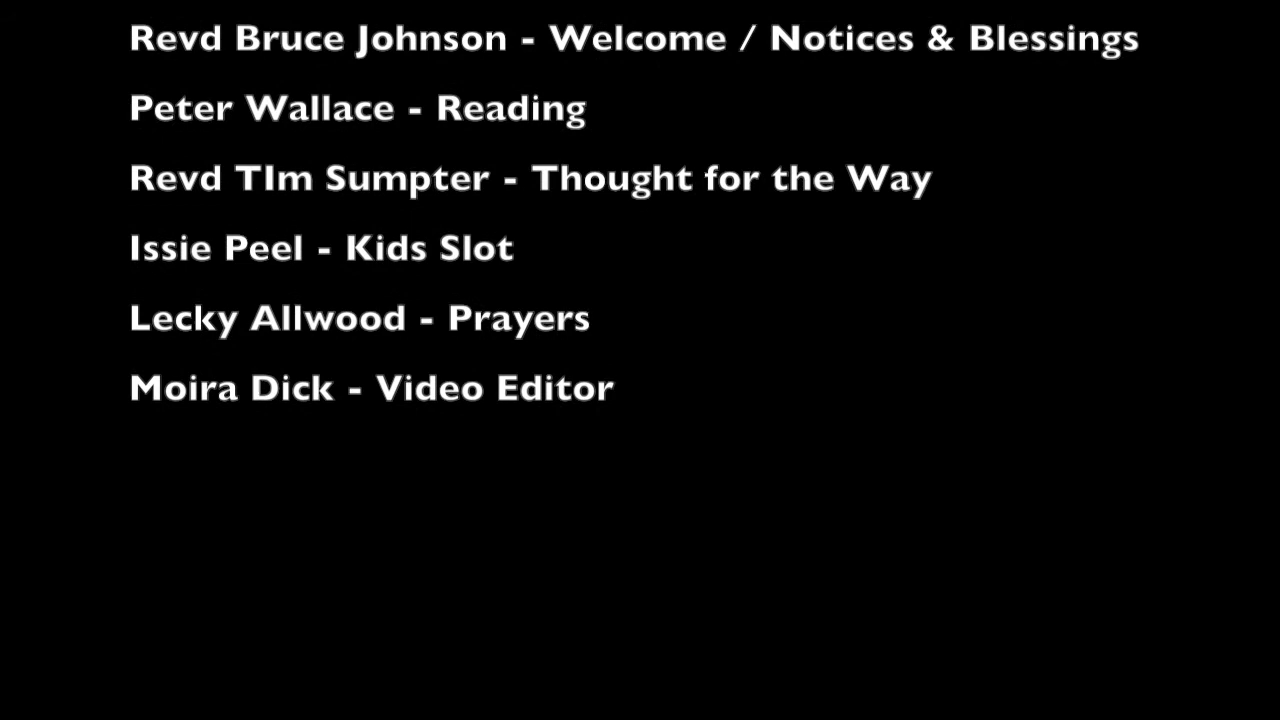 Revd Bruce Johnson - Welcome / Notices & Blessings
Peter Wallace - Reading
Revd TIm Sumpter - Thought for the Way
Issie Peel - Kids Slot
Lecky Allwood - Prayers
Moira Dick - Video Editor